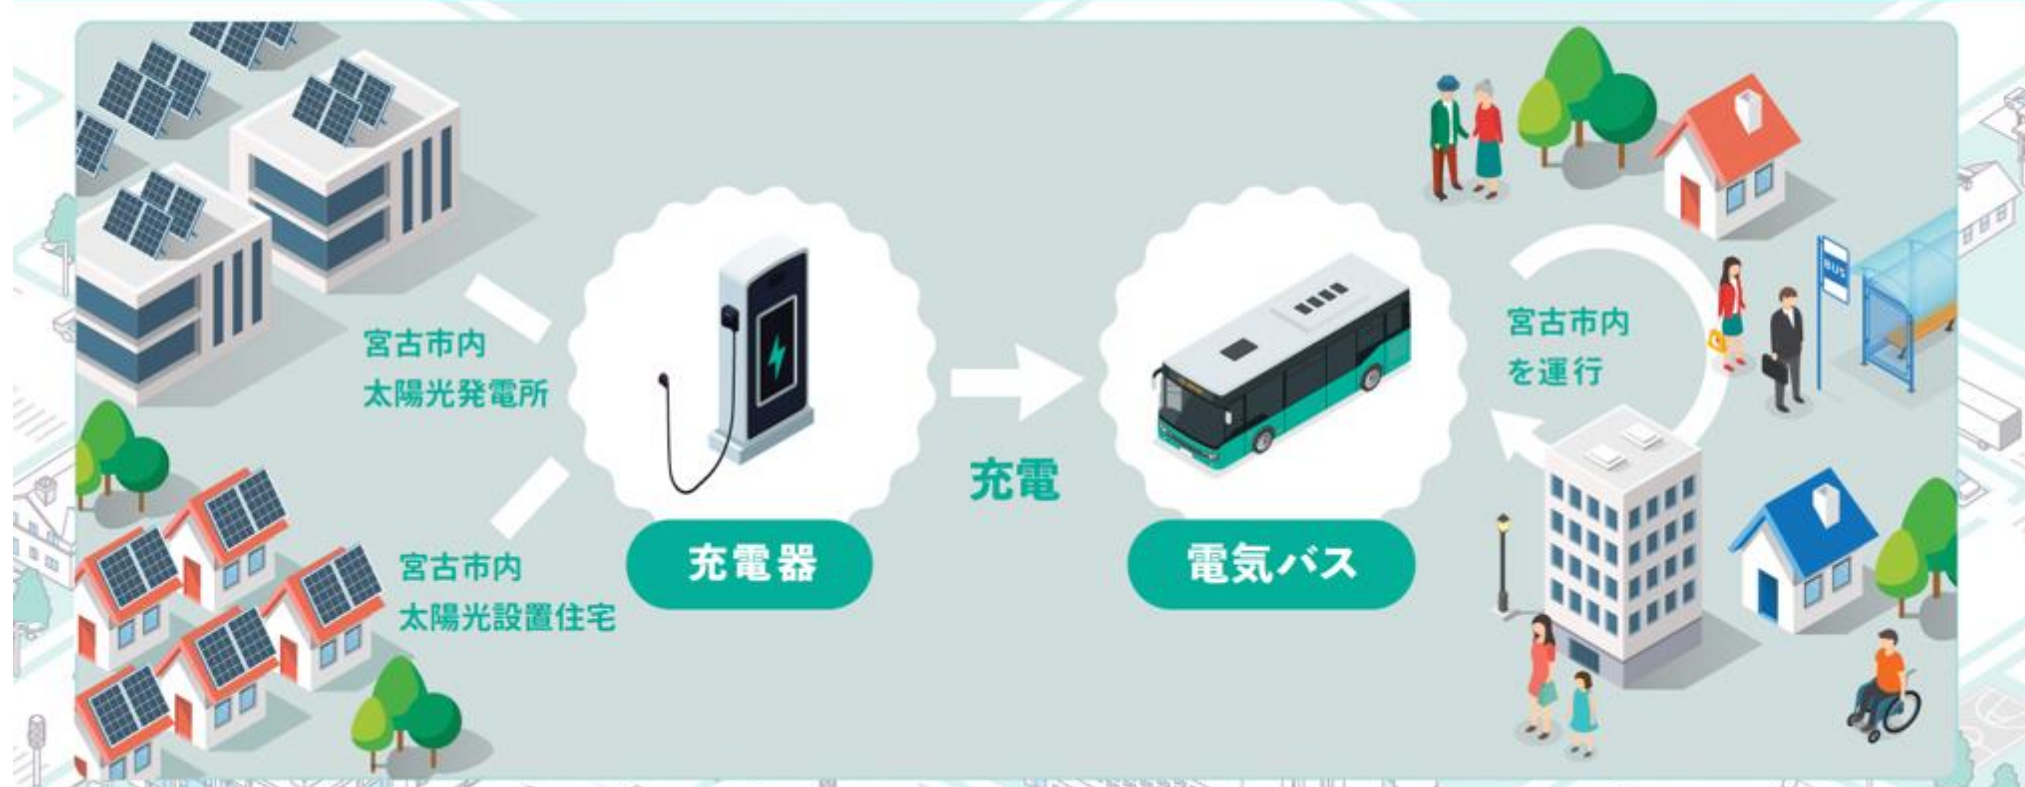 宮古市内
太陽光発電所
宮古市内
太陽光設置住宅
充電器
充電
電気バス
宮古市内
を運行
BUS